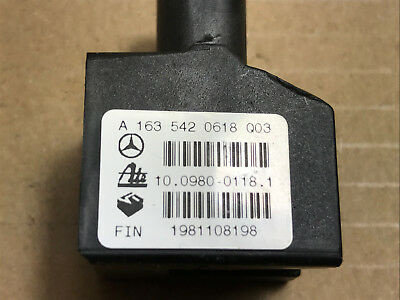 A 163 542 0618 Q03
Ate 10.0980-0118.1
FIN 1981108198